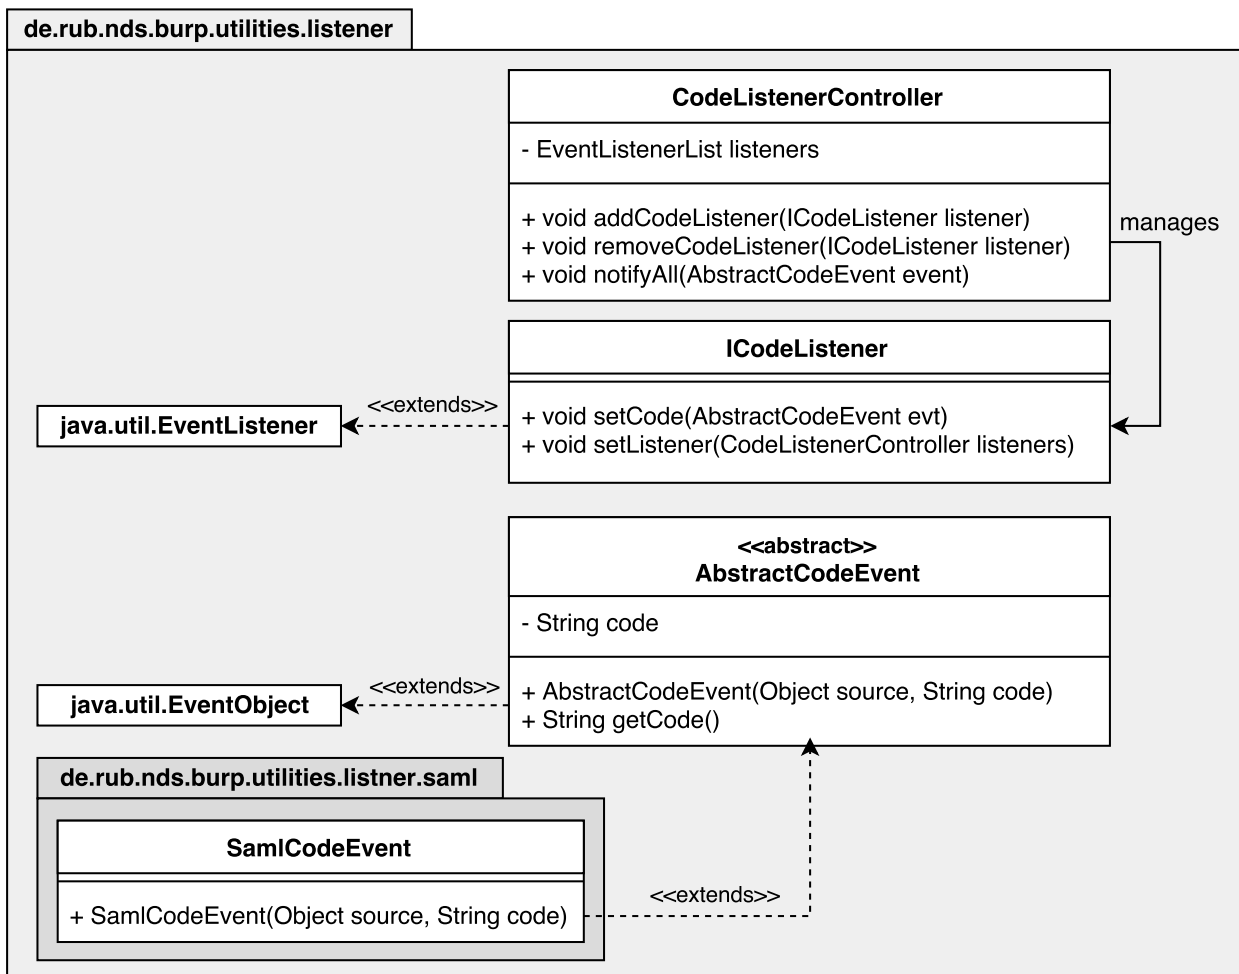 de.rub.nds.burp.utilities.listener
CodeListenerController
- EventListenerList listeners
+ void addCodeListener(ICodeListener listener)
+ void removeCodeListener(ICodeListener listener)
+ void notifyAll(AbstractCodeEvent event)
manages
ICodeListener
+ void setCode(AbstractCodeEvent evt)
+ void setListener(CodeListenerController listeners)
<<extends>>
java.util.EventListener
<<abstract>>
AbstractCodeEvent
- String code
+ AbstractCodeEvent(Object source, String code)
+ String getCode()
<<extends>>
java.util.EventObject
de.rub.nds.burp.utilities.listner.saml
SamlCodeEvent
+ SamlCodeEvent(Object source, String code)
<<extends>>